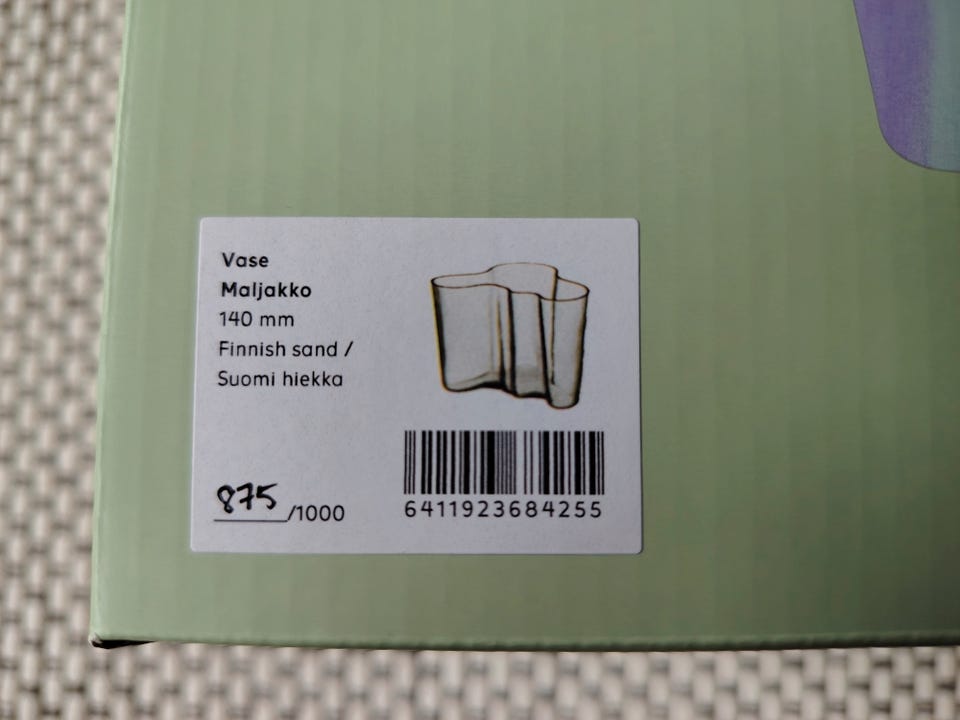 Vase
Maljakko
140 mm
Finnish sand /
Suomi hiekka
875/1000
6411923684255